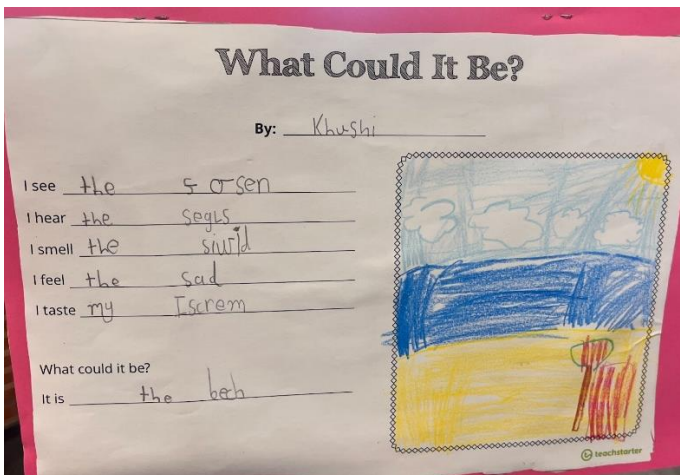 What Could It Be?
By: Khushi
I see the osen
I hear the segls
I smell the
I feel the sad
I taste my Iscrem
What could it be?
It is the bech
teachstarter